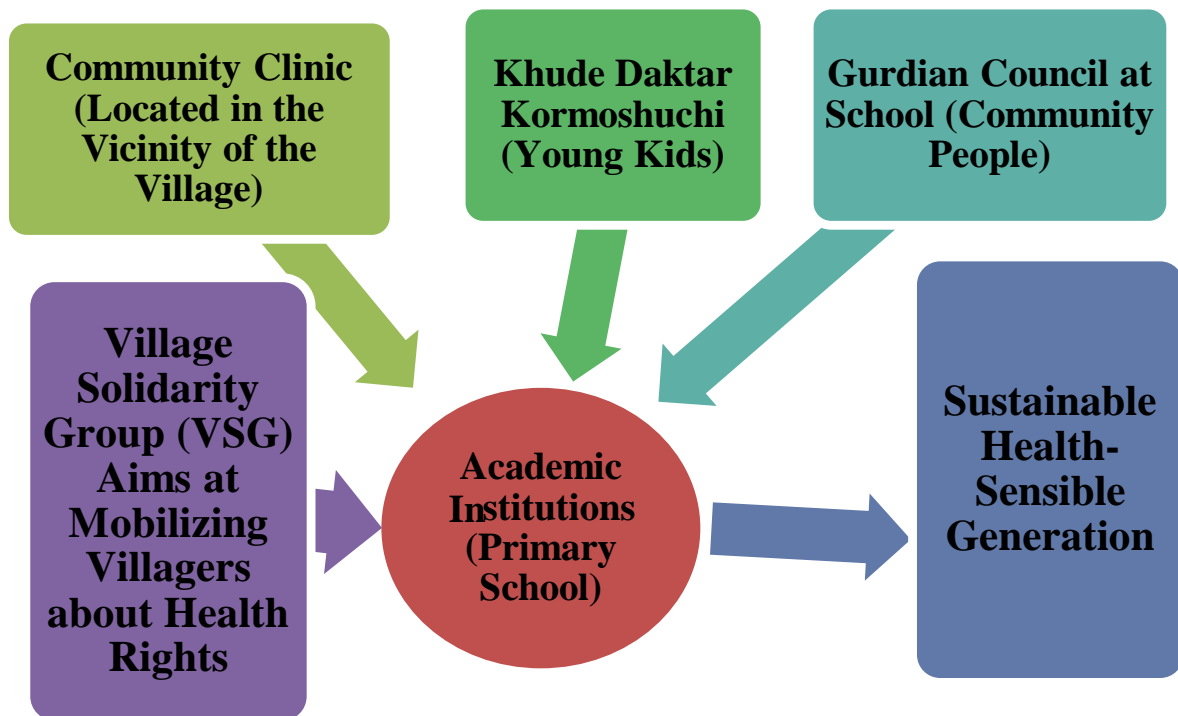 Community Clinic
(Located in the
Vicinity of the
Village)
Khude Daktar
Kormoshuchi
(Young Kids)
Gurdian Council at
School (Community
People)
Village
Solidarity
Group (VSG)
Aims at
Mobilizing
Villagers
about Health
Rights
Academic
Institutions
(Primary
School)
Sustainable
Health-
Sensible
Generation